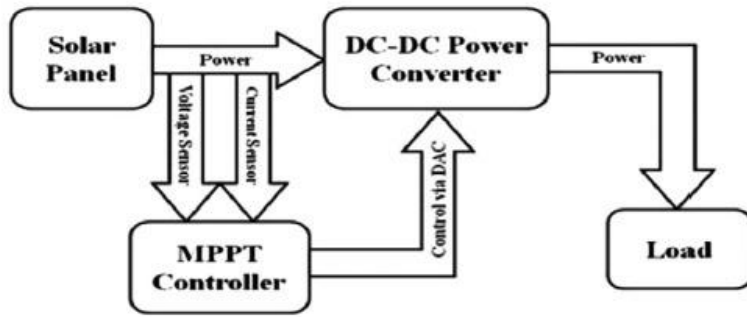 Solar
Panel
Power
DC-DC Power
Converter
Power
Voltage Sensor
Current Sensor
Control via DAC
MPPT
Controller
Load